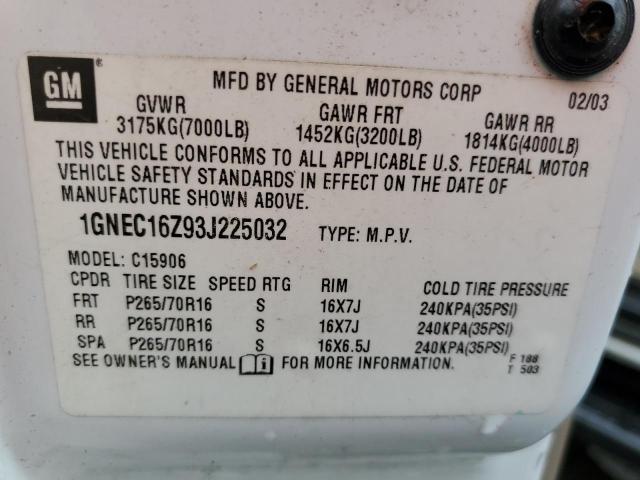 GM ®
MFD BY GENERAL MOTORS CORP 02/03
GVWR GAWR FRT GAWR RR
3175KG(7000LB) 1452KG(3200LB) 1814KG(4000LB)
THIS VEHICLE CONFORMS TO ALL APPLICABLE U.S. FEDERAL MOTOR
VEHICLE SAFETY STANDARDS IN EFFECT ON THE DATE OF
MANUFACTURE SHOWN ABOVE.
1GNEC16Z93J225032 TYPE: M.P.V.
MODEL: C15906
CPDR TIRE SIZE SPEED RTG RIM COLD TIRE PRESSURE
FRT P265/70R16 S 16X7J 240KPA(35PSI)
RR P265/70R16 S 16X7J 240KPA(35PSI)
SPA P265/70R16 S 16X6.5J 240KPA(35PSI)
SEE OWNER'S MANUAL i FOR MORE INFORMATION. F 188
T 503